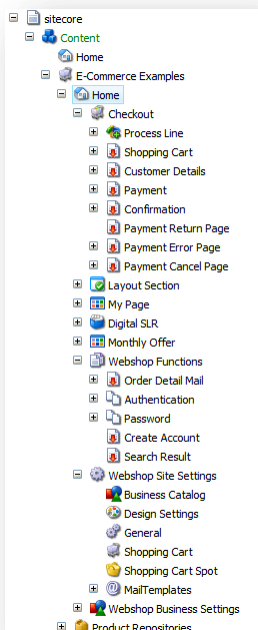 sitecore
Content
Home
E-Commerce Examples
Home
Checkout
Process Line
Shopping Cart
Customer Details
Payment
Confirmation
Payment Return Page
Payment Error Page
Payment Cancel Page
Layout Section
My Page
Digital SLR
Monthly Offer
Webshop Functions
Order Detail Mail
Authentication
Password
Create Account
Search Result
Webshop Site Settings
Business Catalog
Design Settings
General
Shopping Cart
Shopping Cart Spot
MailTemplates
Webshop Business Settings
Product Repositories